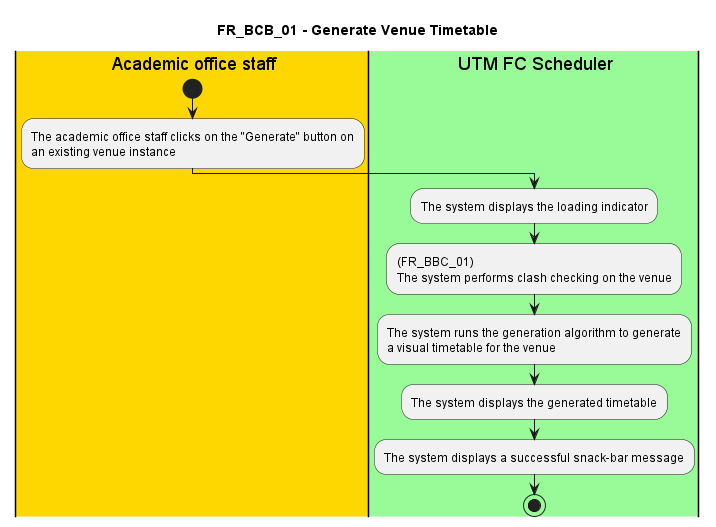 FR_BCB_01 - Generate Venue Timetable
Academic office staff
UTM FC Scheduler
The academic office staff clicks on the "Generate" button on
an existing venue instance
The system displays the loading indicator
(FR_BBC_01)
The system performs clash checking on the venue
The system runs the generation algorithm to generate
a visual timetable for the venue
The system displays the generated timetable
The system displays a successful snack-bar message